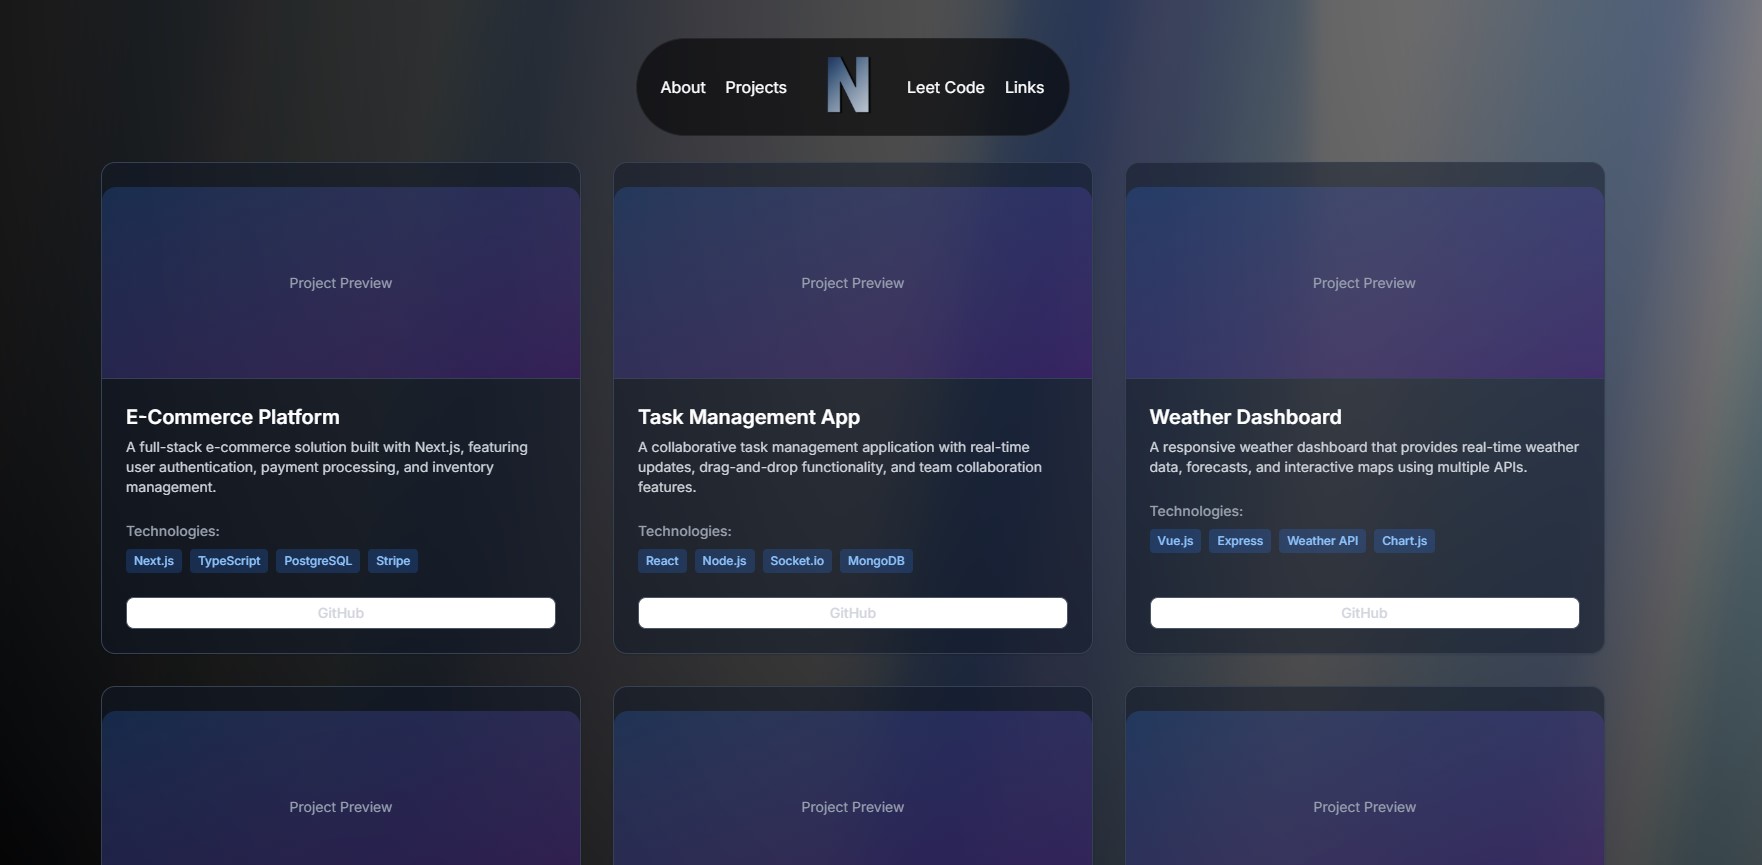 About Projects N Leet Code Links
Project Preview
E-Commerce Platform
A full-stack e-commerce solution built with Next.js, featuring
user authentication, payment processing, and inventory
management.
Technologies:
Next.js TypeScript PostgreSQL Stripe
GitHub
Project Preview
Task Management App
A collaborative task management application with real-time
updates, drag-and-drop functionality, and team collaboration
features.
Technologies:
React Node.js Socket.io MongoDB
GitHub
Project Preview
Weather Dashboard
A responsive weather dashboard that provides real-time weather
data, forecasts, and interactive maps using multiple APIs.
Technologies:
Vue.js Express Weather API Chart.js
GitHub
Project Preview
Project Preview
Project Preview